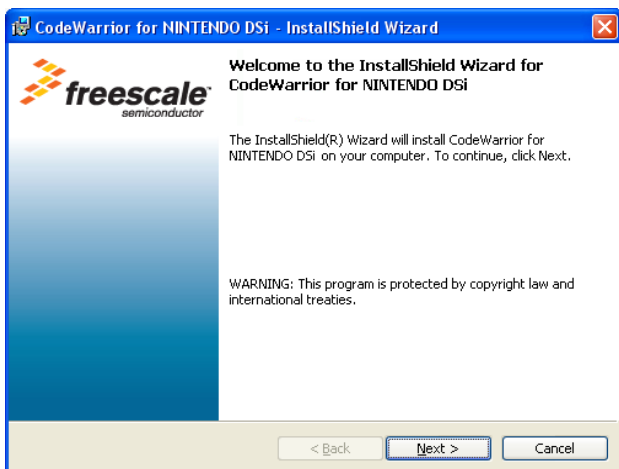 CodeWarrior for NINTENDO DSi - InstallShield Wizard
freescale
semiconductor
Welcome to the InstallShield Wizard for
CodeWarrior for NINTENDO DSi
The InstallShield(R) Wizard will install CodeWarrior for
NINTENDO DSi on your computer. To continue, click Next.
WARNING: This program is protected by copyright law and
international treaties.
< Back
Next >
Cancel